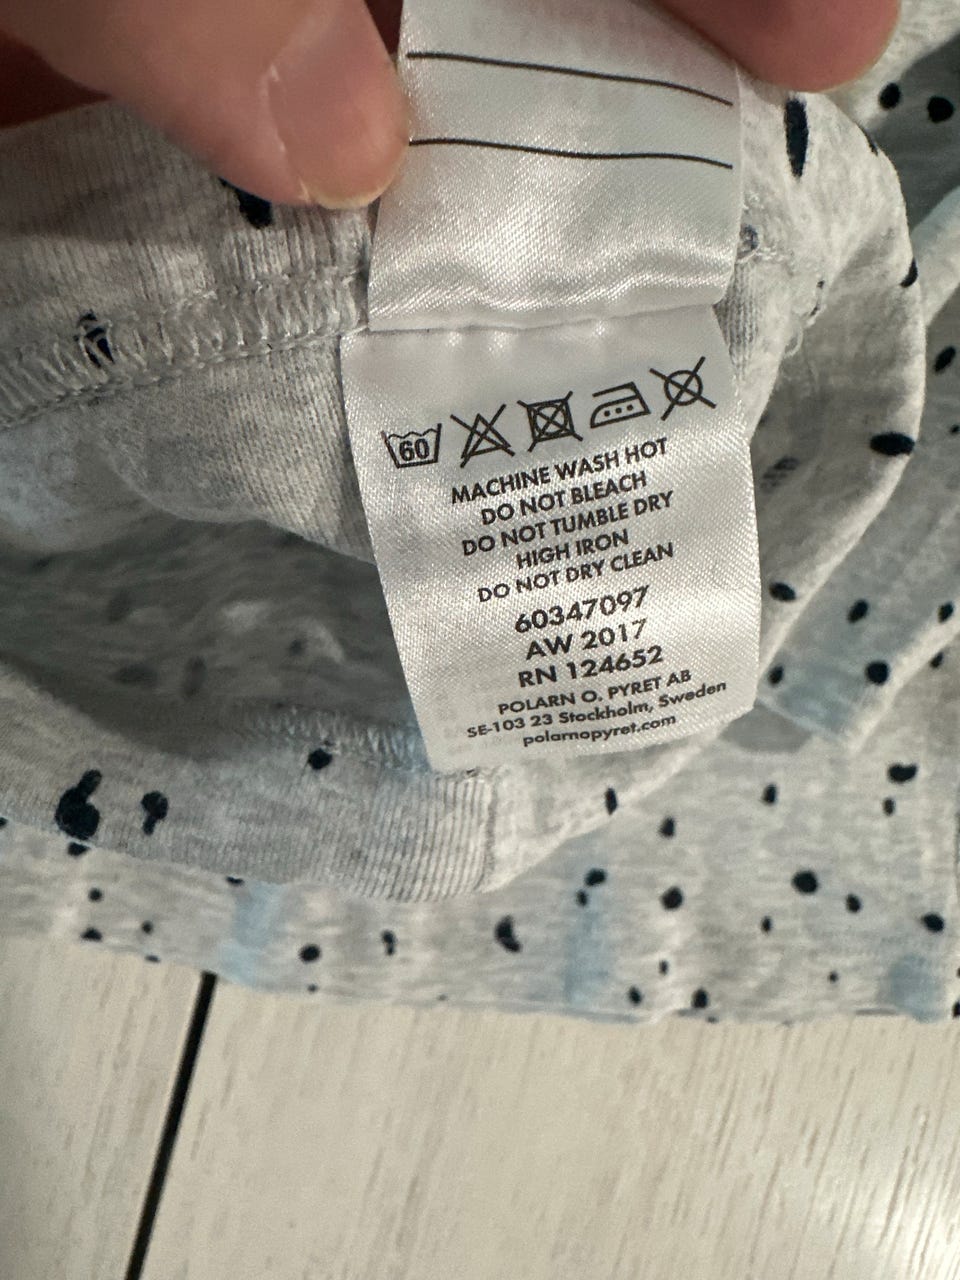 60
MACHINE WASH HOT
DO NOT BLEACH
DO NOT TUMBLE DRY
HIGH IRON
DO NOT DRY CLEAN
60347097
AW 2017
RN 124652
POLARN O. PYRET AB
SE-103 23 Stockholm, Sweden
polarnopyret.com